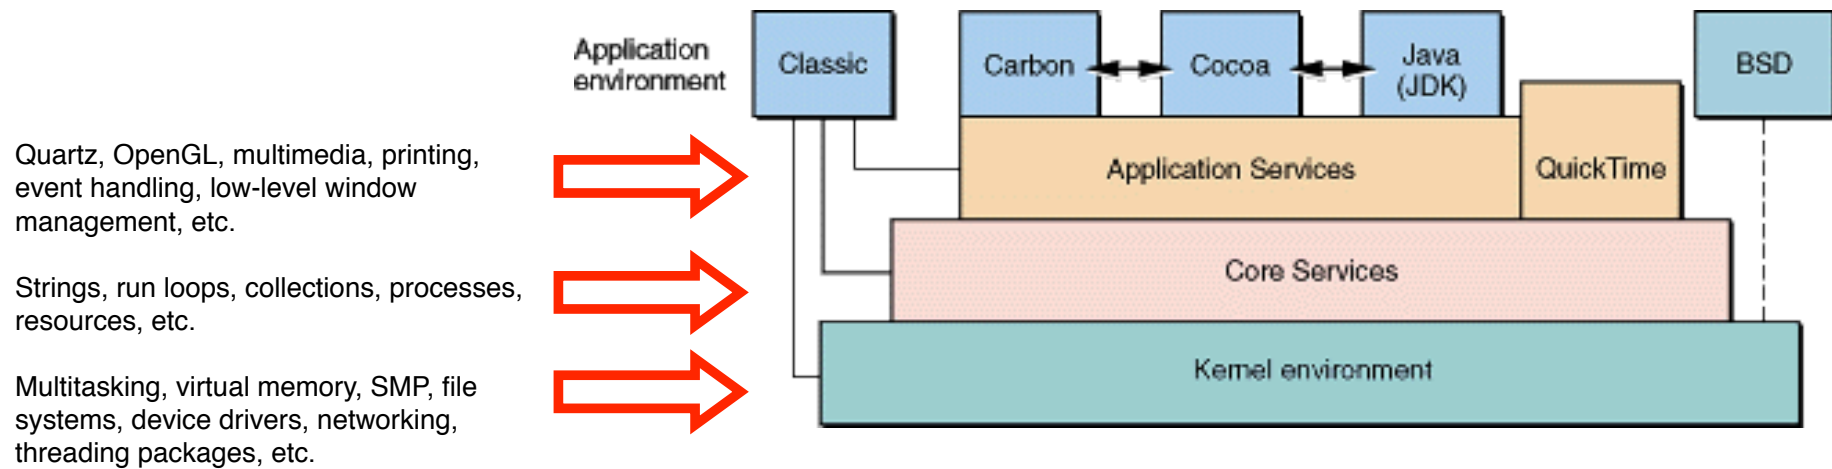 Application
environment
Classic
Carbon
Cocoa
Java
(JDK)
BSD
Quartz, OpenGL, multimedia, printing,
event handling, low-level window
management, etc.
Application Services
QuickTime
Strings, run loops, collections, processes,
resources, etc.
Core Services
Multitasking, virtual memory, SMP, file
systems, device drivers, networking,
threading packages, etc.
Kernel environment